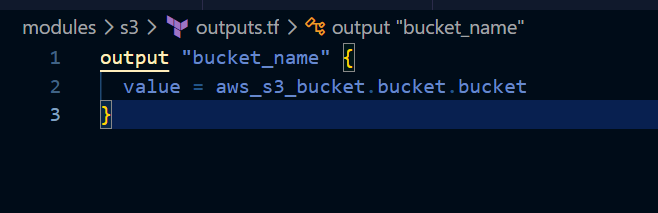 modules > s3 > outputs.tf > output "bucket_name"
1 output "bucket_name" {
2 value = aws_s3_bucket.bucket.bucket
3 }